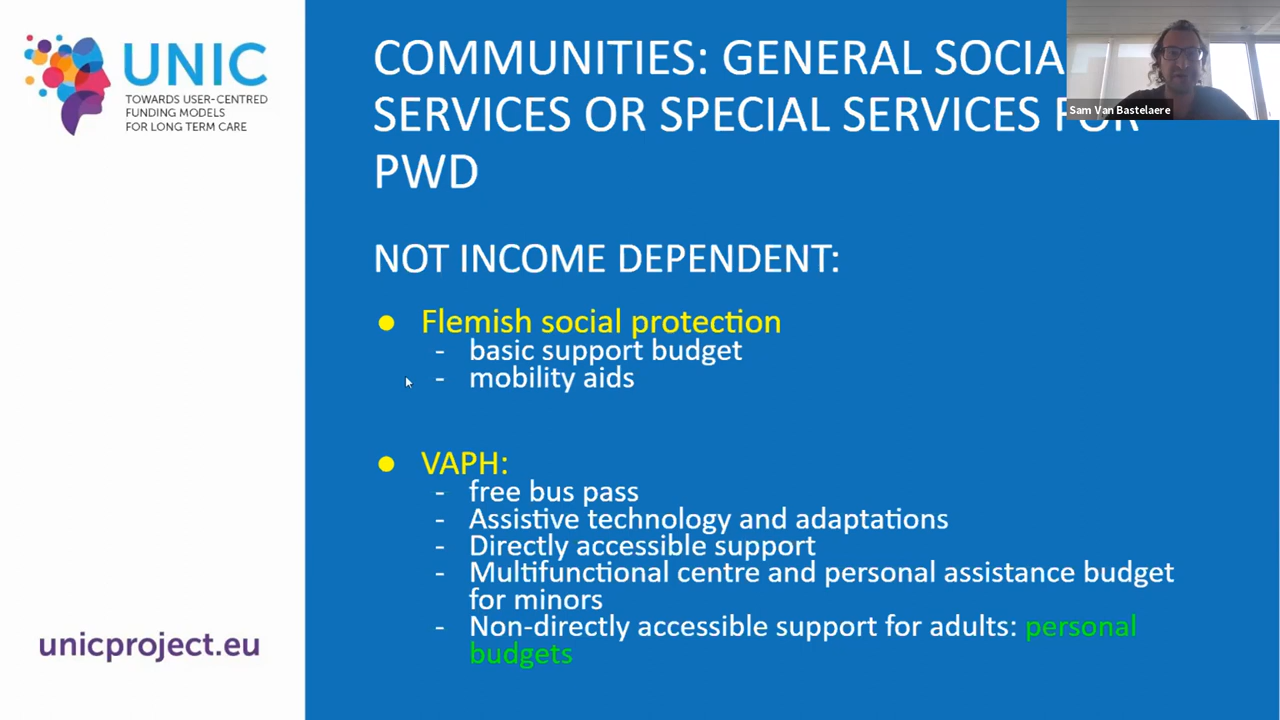 UNIC
TOWARDS USER-CENTRED
FUNDING MODELS
FOR LONG TERM CARE
COMMUNITIES: GENERAL SOCIA
SERVICES OR SPECIAL SERVICES FOR
PWD
Sam Van Bastelaere
NOT INCOME DEPENDENT:
● Flemish social protection
- basic support budget
- mobility aids
● VAPH:
- free bus pass
- Assistive technology and adaptations
- Directly accessible support
- Multifunctional centre and personal assistance budget
for minors
- Non-directly accessible support for adults: personal
budgets
unicproject.eu